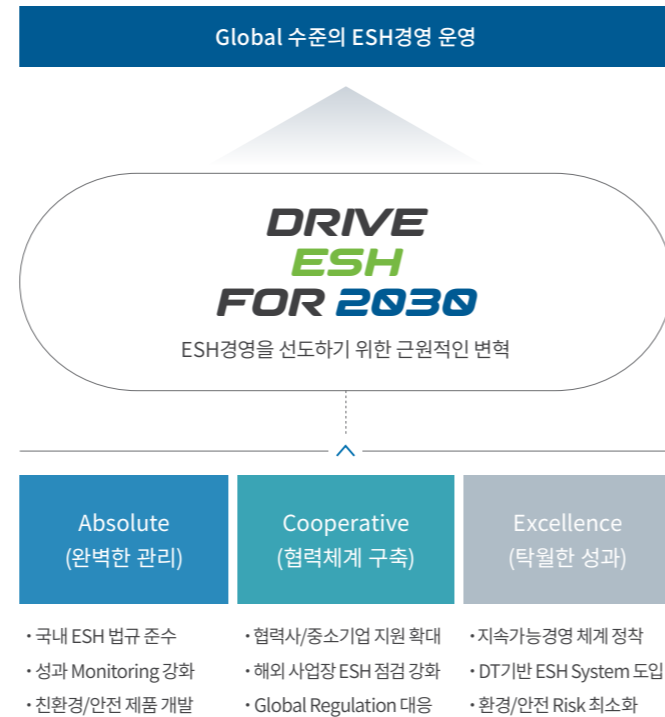 Global 수준의 ESH경영 운영
DRIVE
ESH
FOR 2030
ESH경영을 선도하기 위한 근원적인 변혁
Absolute
(완벽한 관리)
Cooperative
(협력체계 구축)
Excellence
(탁월한 성과)
· 국내 ESH 법규 준수
· 성과 Monitoring 강화
· 친환경/안전 제품 개발
· 협력사/중소기업 지원 확대
· 해외 사업장 ESH 점검 강화
· Global Regulation 대응
· 지속가능경영 체계 정착
· DT기반 ESH System 도입
· 환경/안전 Risk 최소화